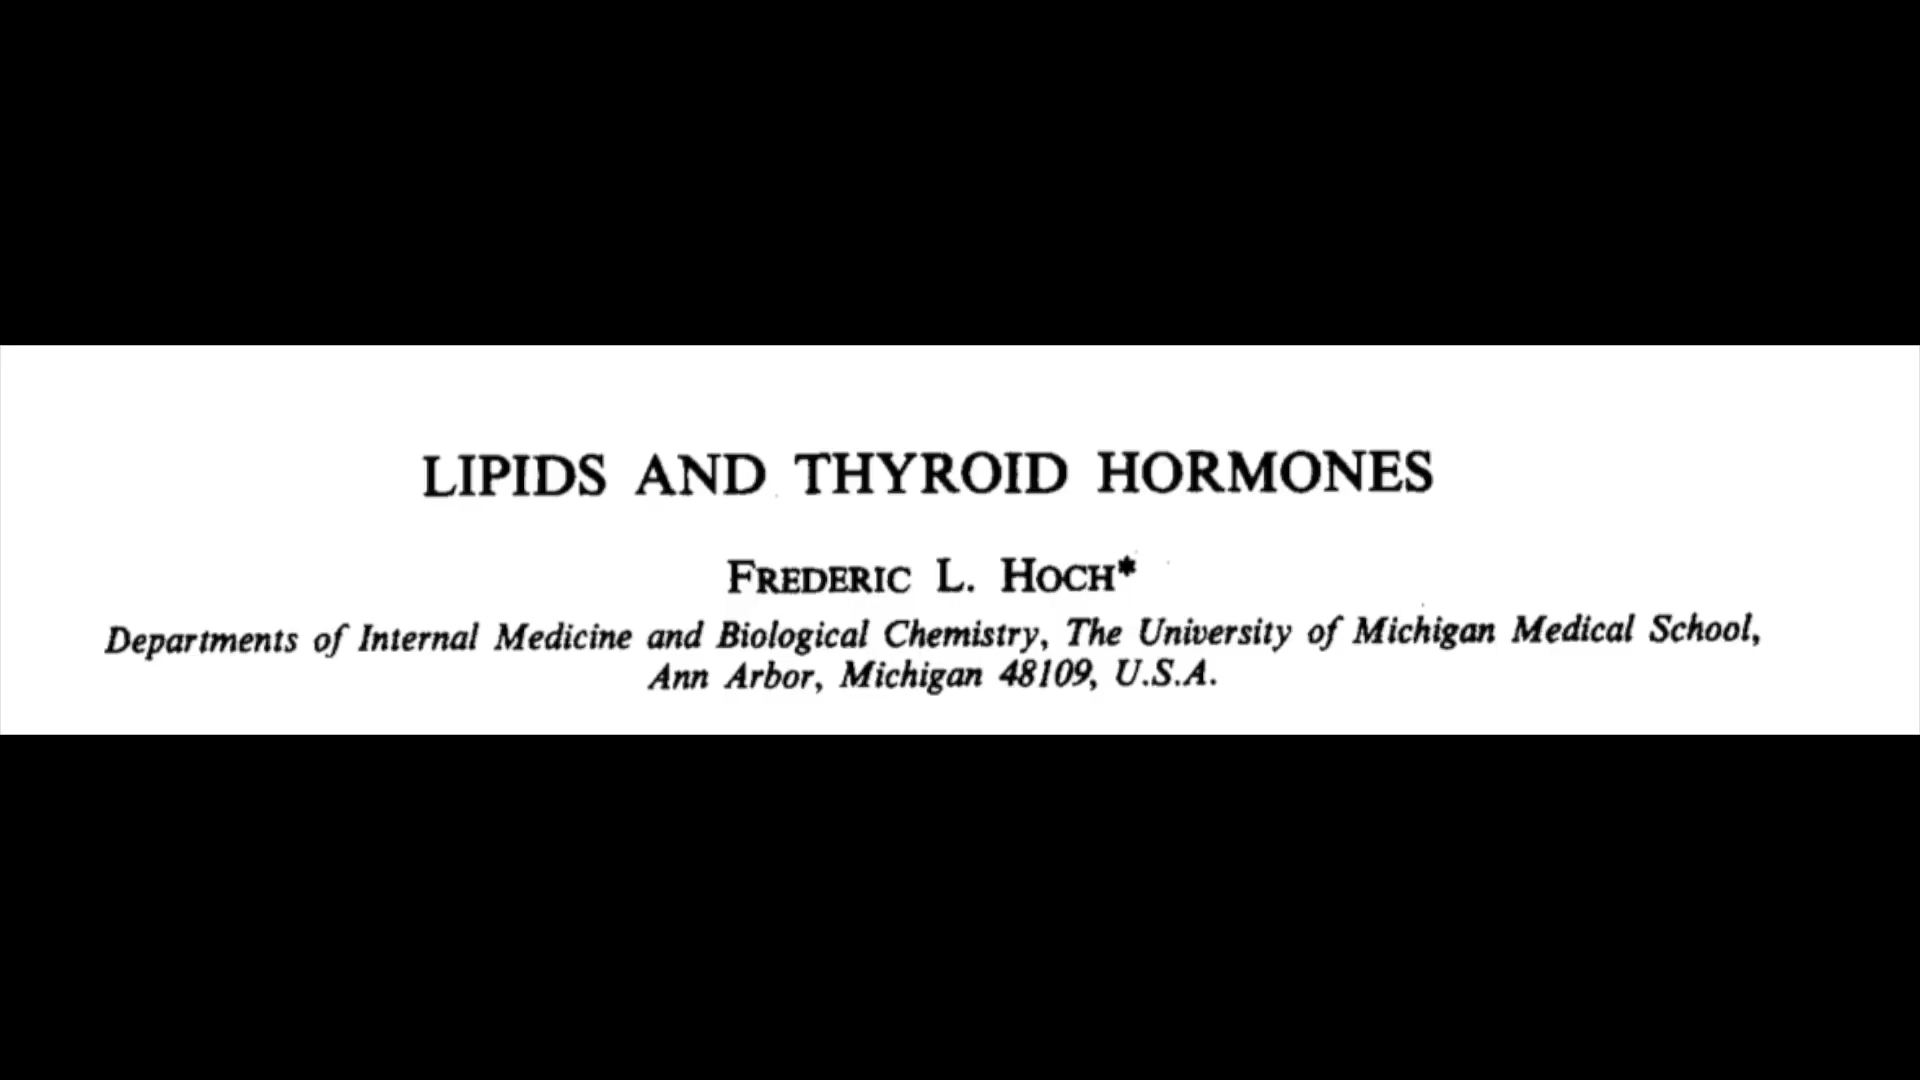 LIPIDS AND THYROID HORMONES
FREDERIC L. HOCH*
Departments of Internal Medicine and Biological Chemistry, The University of Michigan Medical School,
Ann Arbor, Michigan 48109, U.S.A.